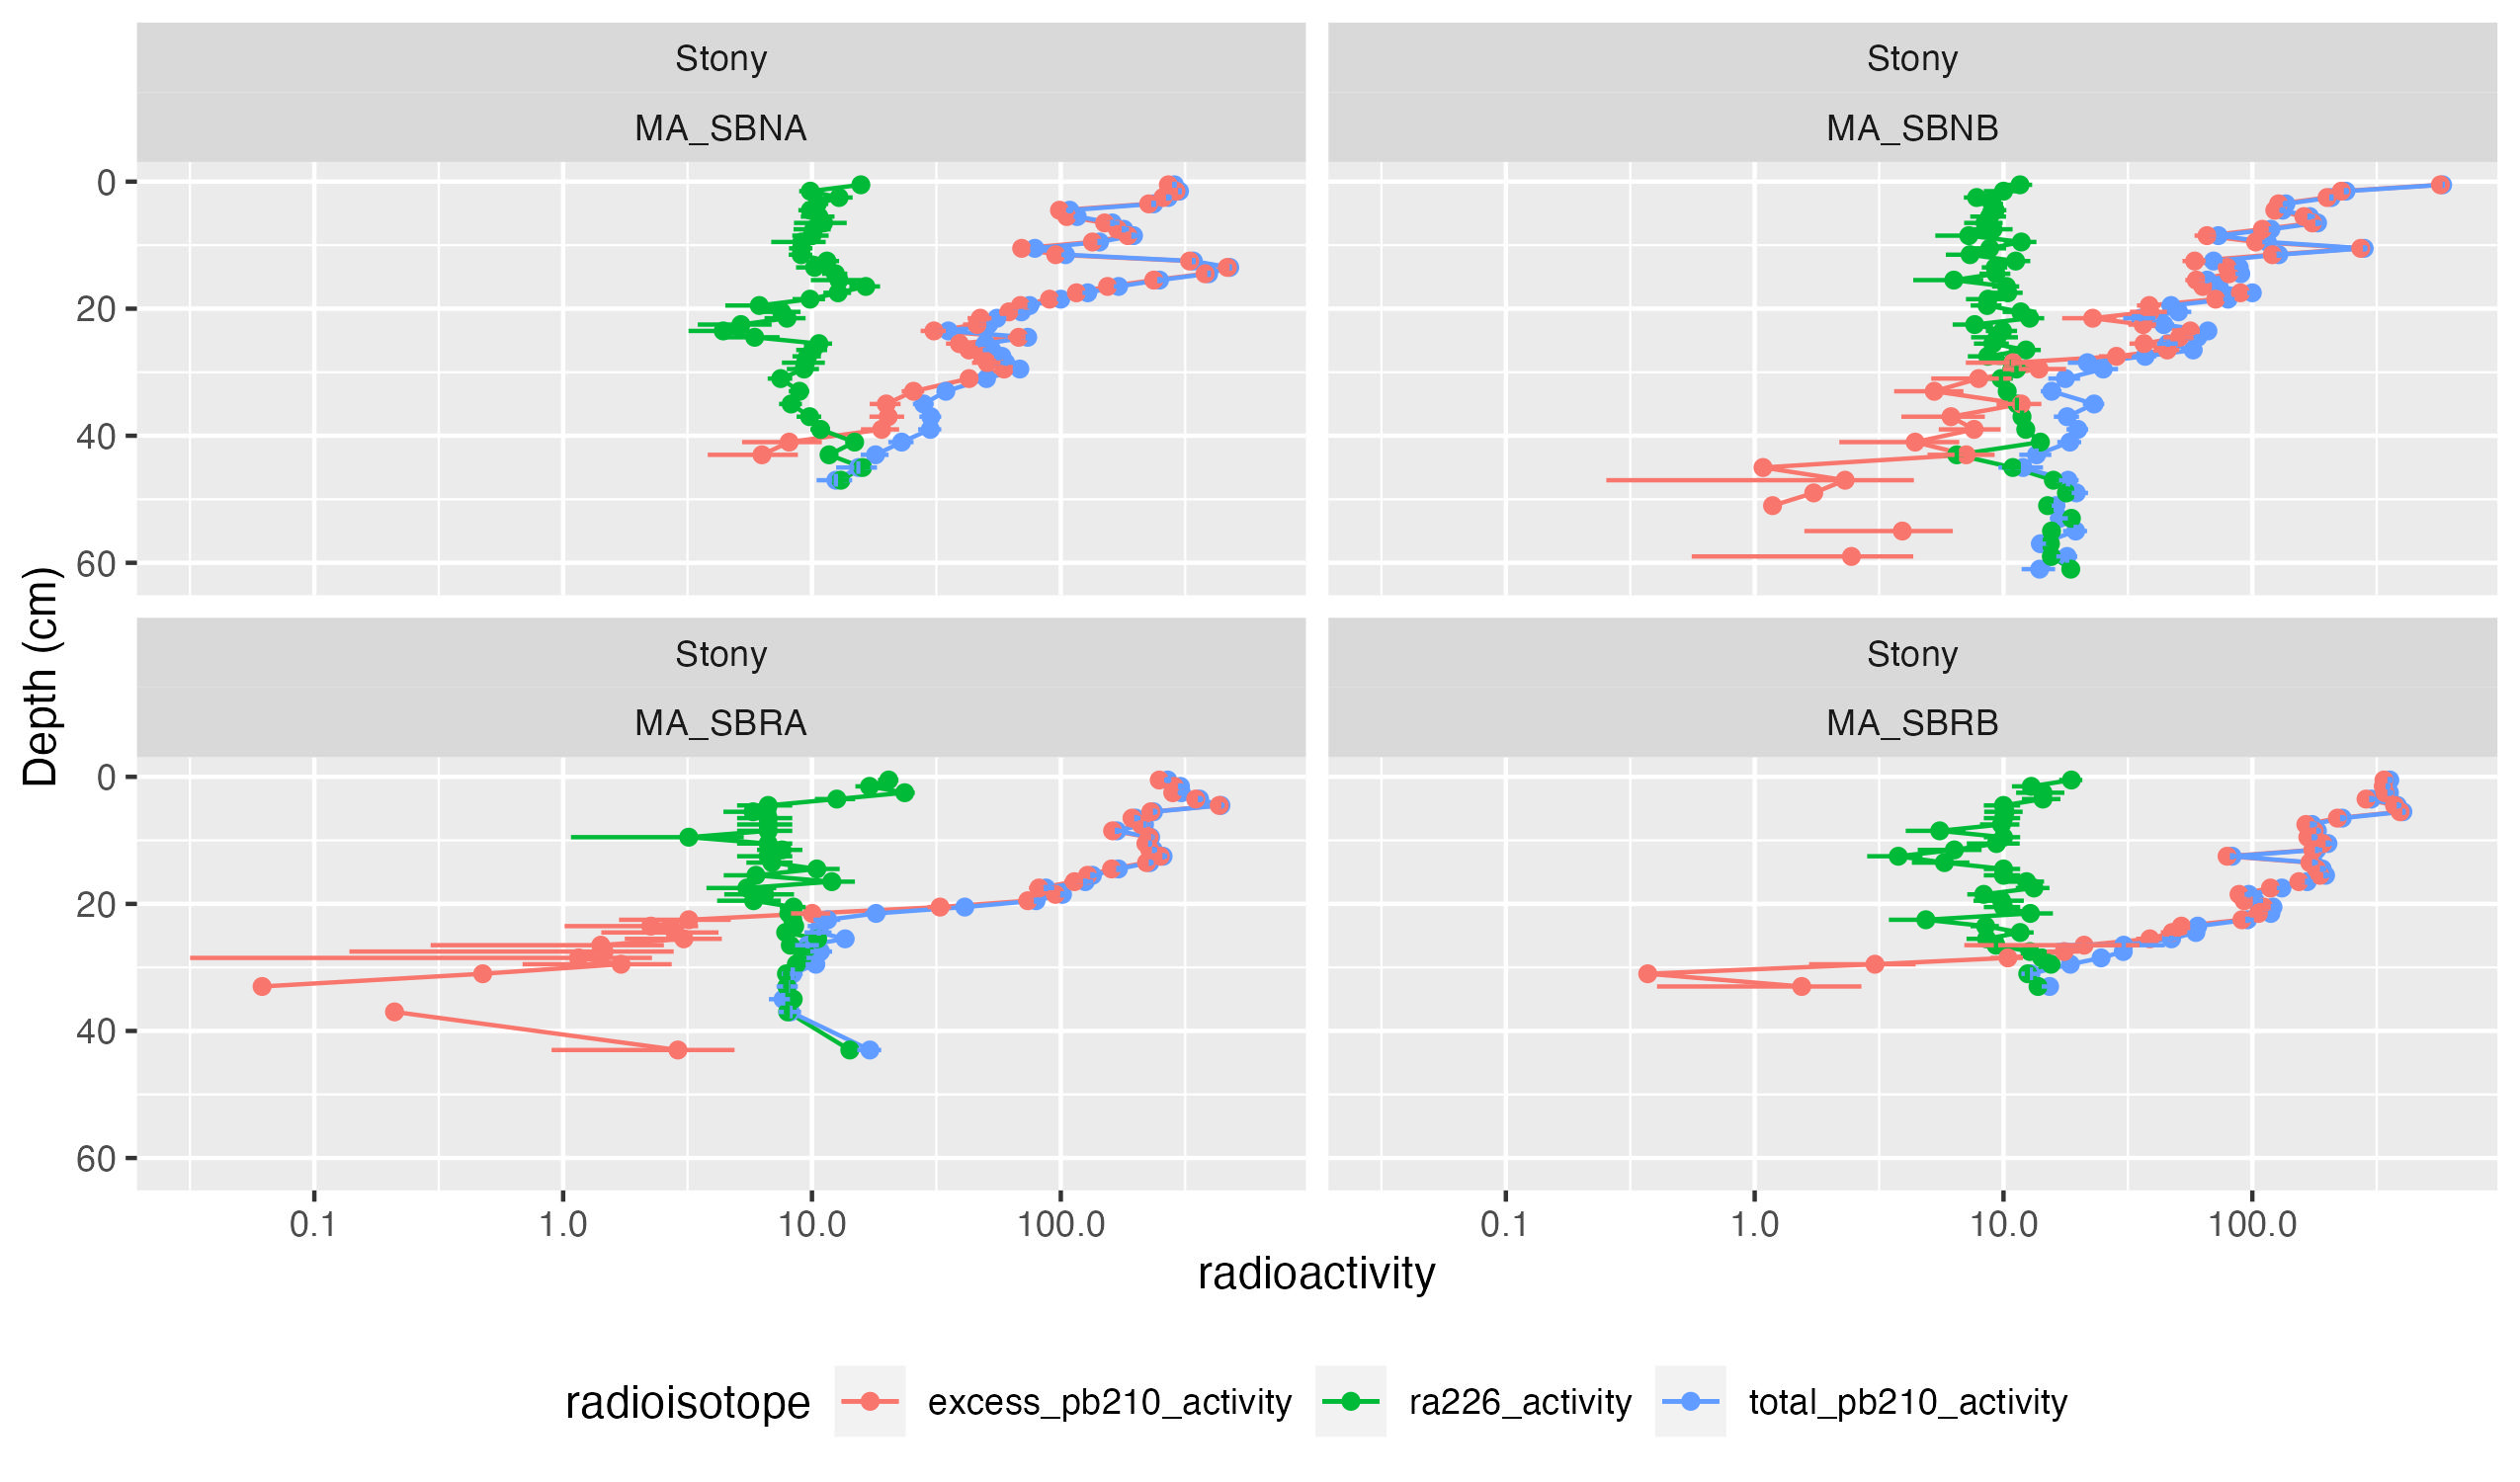 Stony
Stony
MA_SBNA
MA_SBNB
0
20
40
60
Stony
Stony
MA_SBRA
MA_SBRB
Depth (cm)
0
20
40
60
0.1 1.0 10.0 100.0
0.1 1.0 10.0 100.0
radioactivity
radioisotope excess_pb210_activity ra226_activity total_pb210_activity